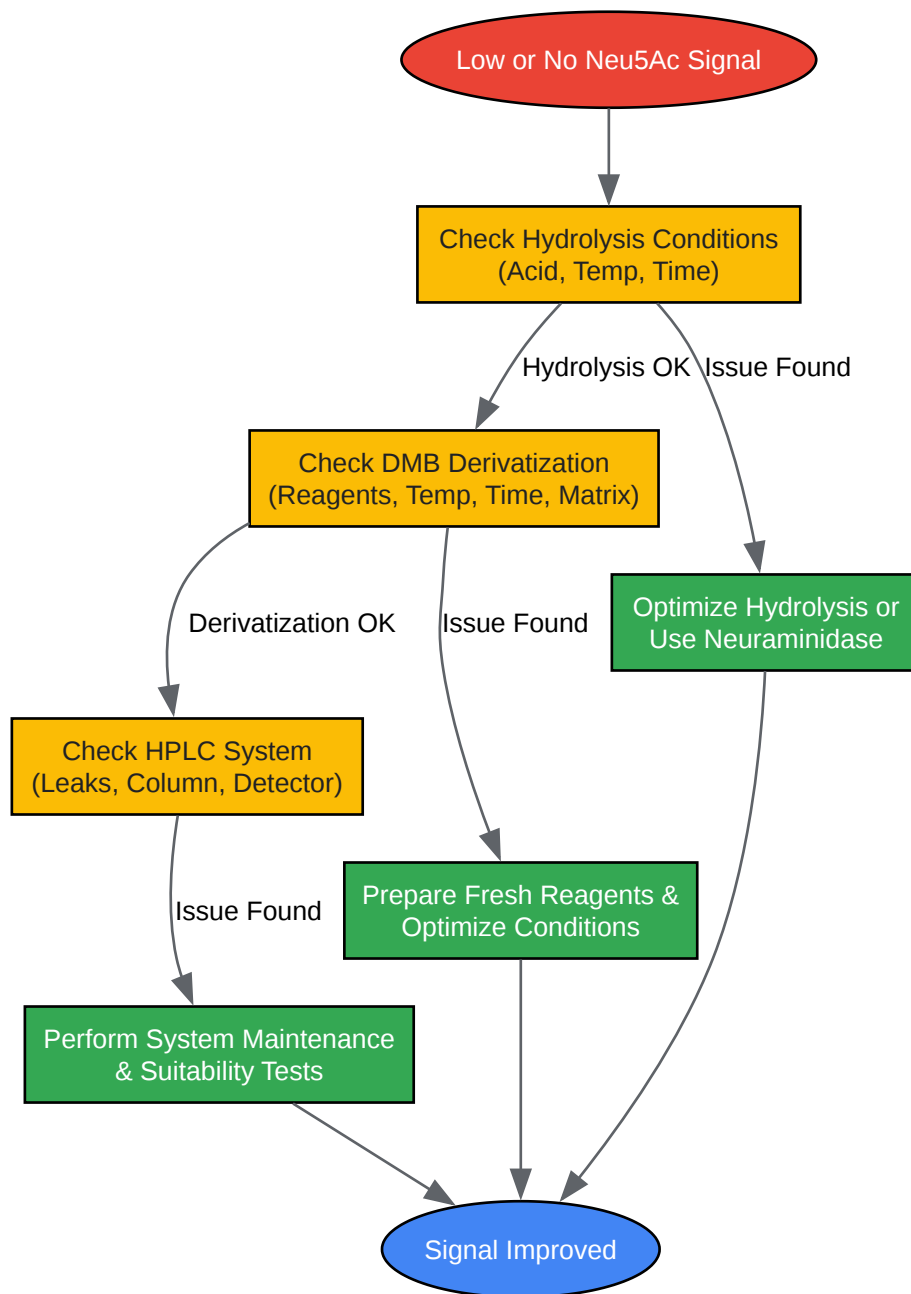 Low or No Neu5Ac Signal
Check Hydrolysis Conditions
(Acid, Temp, Time)
Hydrolysis OK
Issue Found
Check DMB Derivatization
(Reagents, Temp, Time, Matrix)
Optimize Hydrolysis or
Use Neuraminidase
Derivatization OK
Issue Found
Check HPLC System
(Leaks, Column, Detector)
Prepare Fresh Reagents &
Optimize Conditions
Issue Found
Perform System Maintenance
& Suitability Tests
Signal Improved